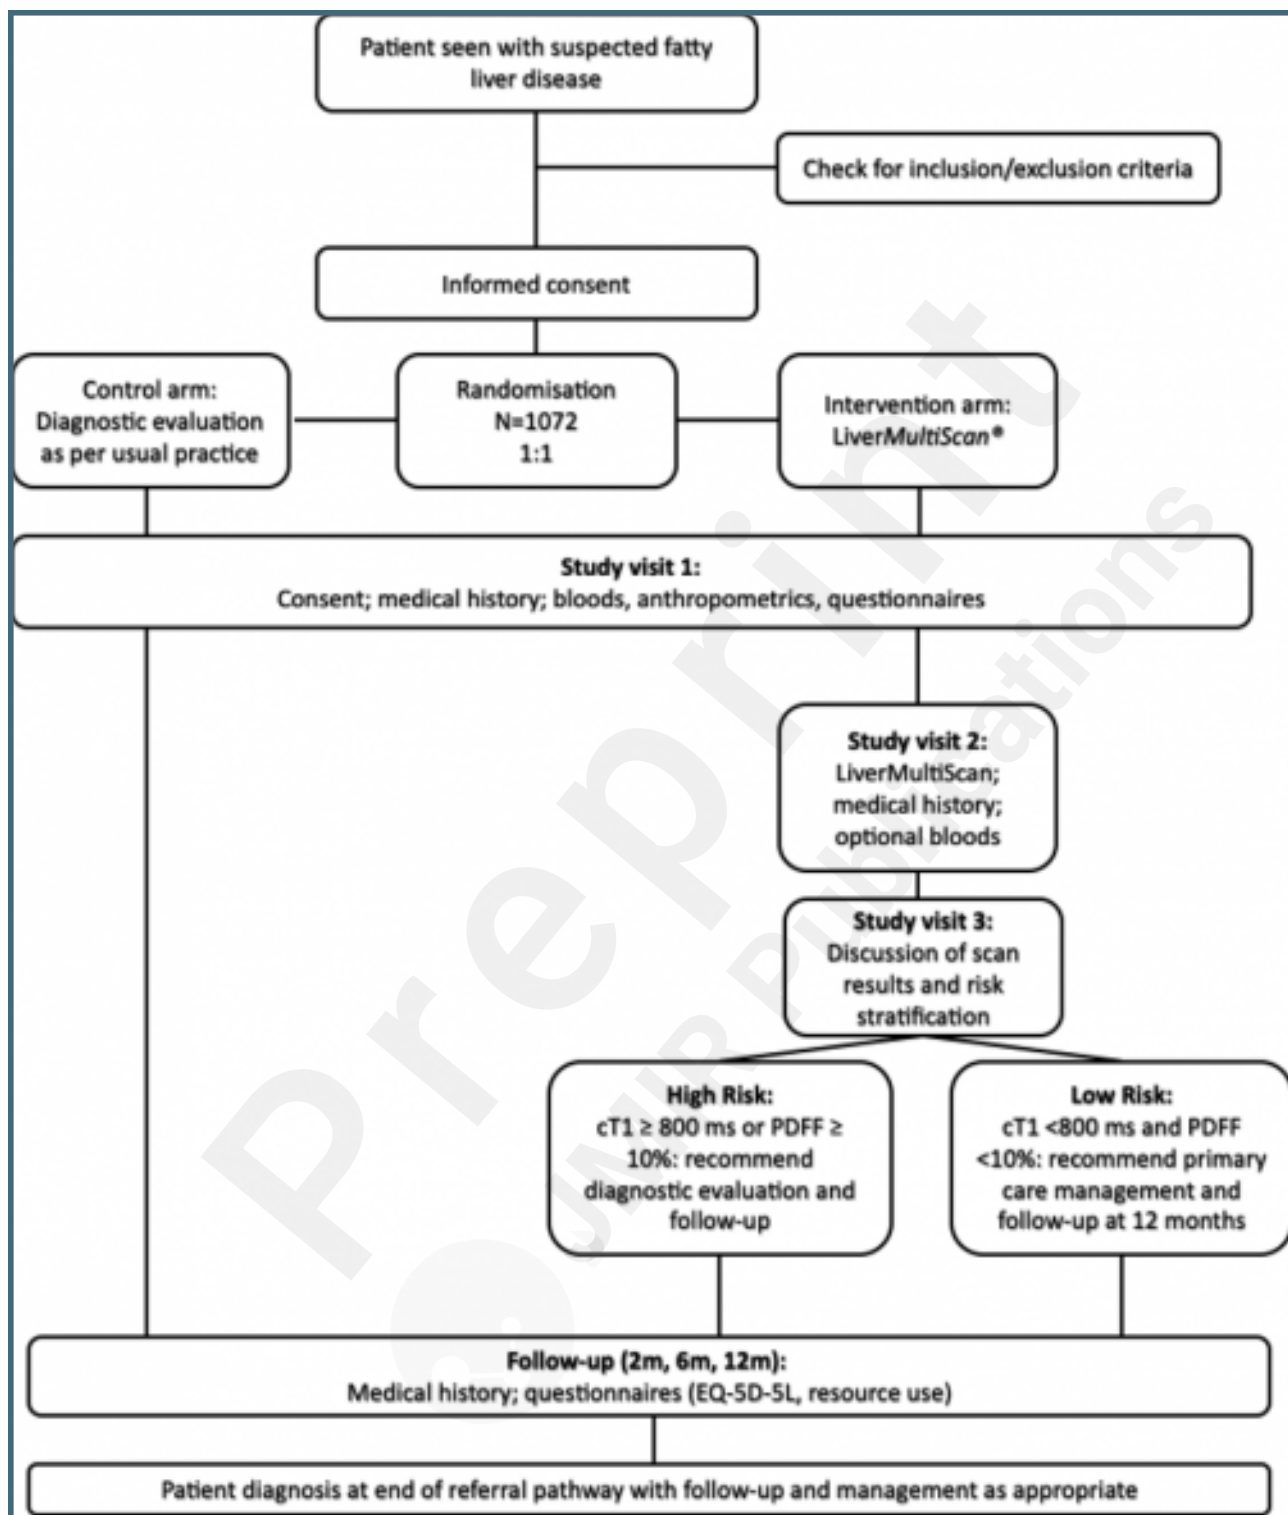 Patient seen with suspected fatty
liver disease
Check for inclusion/exclusion criteria
Informed consent
Control arm:
Diagnostic evaluation
as per usual practice
Randomisation
N=1072
1:1
Intervention arm:
LiverMultiScan®
Study visit 1:
Consent; medical history; bloods, anthropometrics, questionnaires
Study visit 2:
LiverMultiScan;
medical history;
optional bloods
Study visit 3:
Discussion of scan
results and risk
stratification
High Risk:
cT1 ≥ 800 ms or PDFF ≥
10%: recommend
diagnostic evaluation and
follow-up
Low Risk:
cT1 <800 ms and PDFF
<10%: recommend primary
care management and
follow-up at 12 months
Follow-up (2m, 6m, 12m):
Medical history; questionnaires (EQ-5D-5L, resource use)
Patient diagnosis at end of referral pathway with follow-up and management as appropriate
Preprint
JMIR Publications